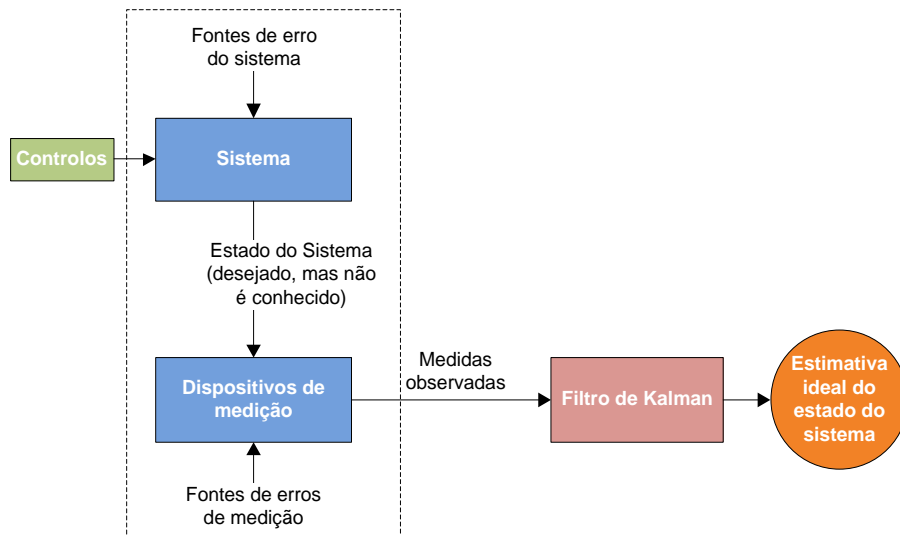 Fontes de erro
do sistema
Controlos
Sistema
Estado do Sistema
(desejado, mas não
é conhecido)
Dispositivos de
medição
Medidas
observadas
Filtro de Kalman
Estimativa
ideal do
estado do
sistema
Fontes de erros
de medição